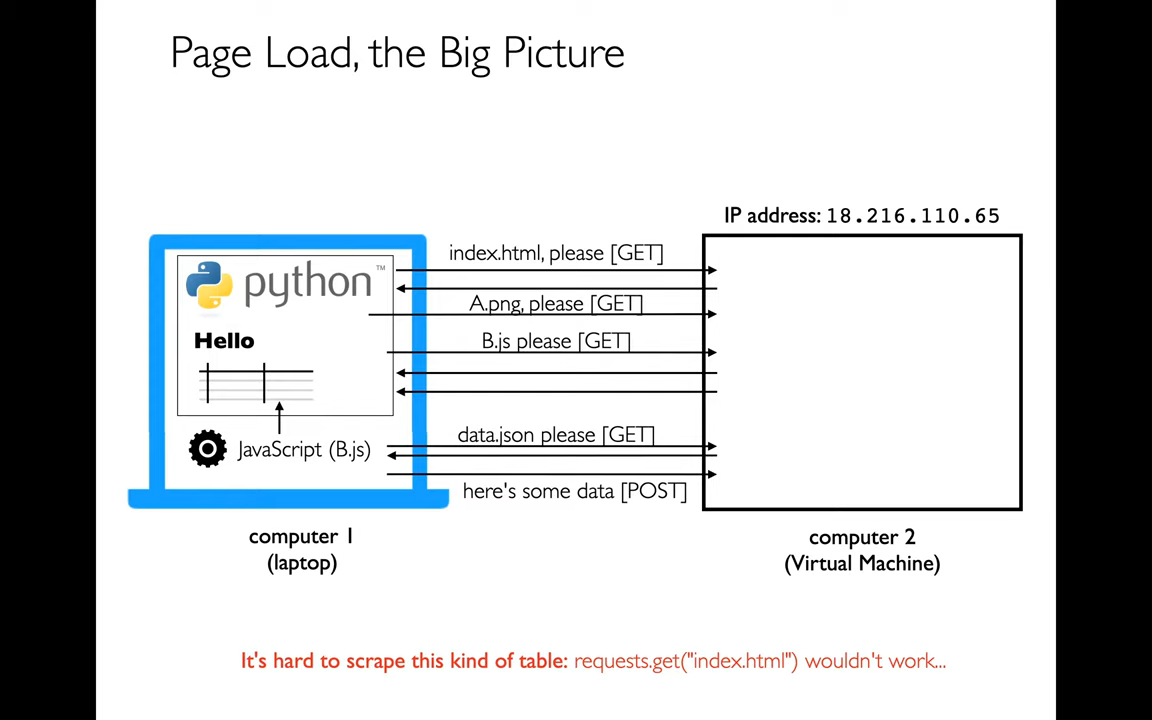 Page Load, the Big Picture
IP address: 18.216.110.65
index.html, please [GET]
python™
A.png, please [GET]
Hello
B.js please [GET]
data.json please [GET]
JavaScript (B.js)
here's some data [POST]
computer 1
(laptop)
computer 2
(Virtual Machine)
It's hard to scrape this kind of table: requests.get("index.html") wouldn't work...